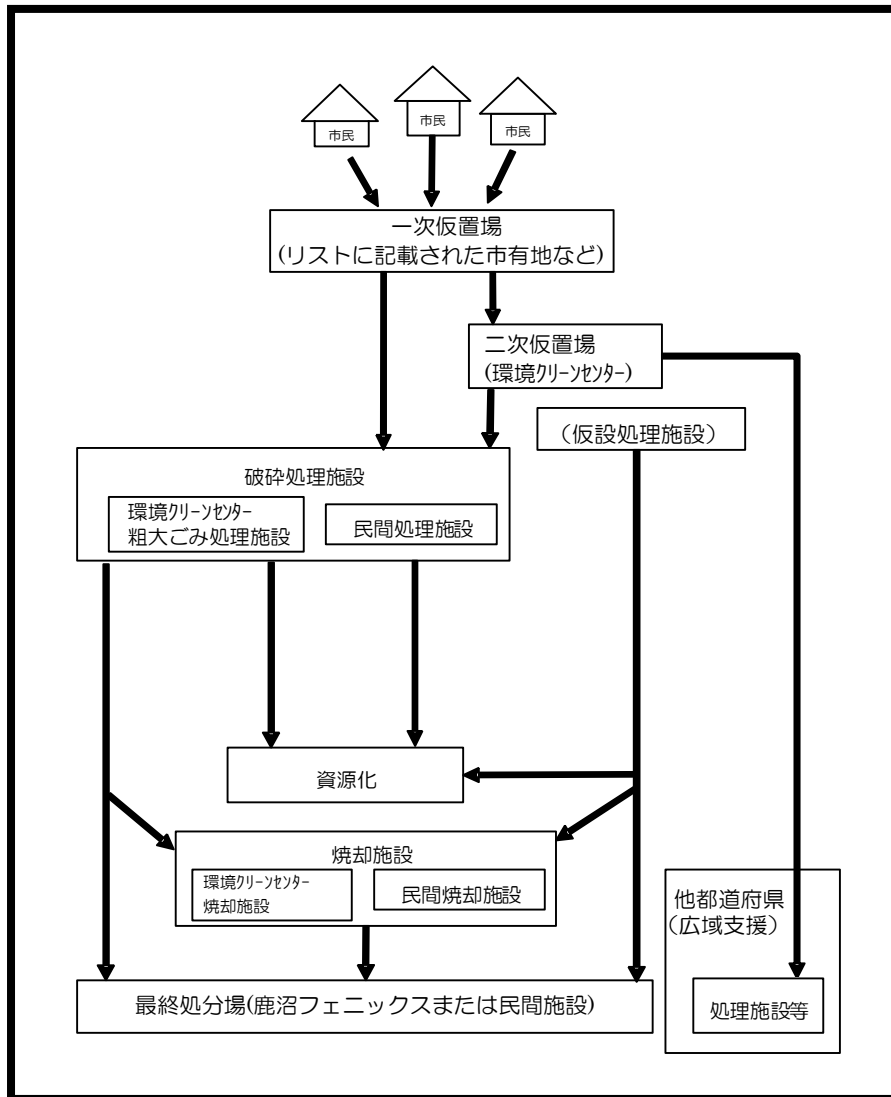 市民
市民
市民
一次仮置場
(リストに記載された市有地など)
二次仮置場
(環境ｸﾘｰﾝｾﾝﾀｰ)
(仮設処理施設)
破砕処理施設
環境ｸﾘｰﾝｾﾝﾀｰ
粗大ごみ処理施設
民間処理施設
資源化
焼却施設
環境ｸﾘｰﾝｾﾝﾀｰ
焼却施設
民間焼却施設
他都道府県
(広域支援)
処理施設等
最終処分場(鹿沼フェニックスまたは民間施設)